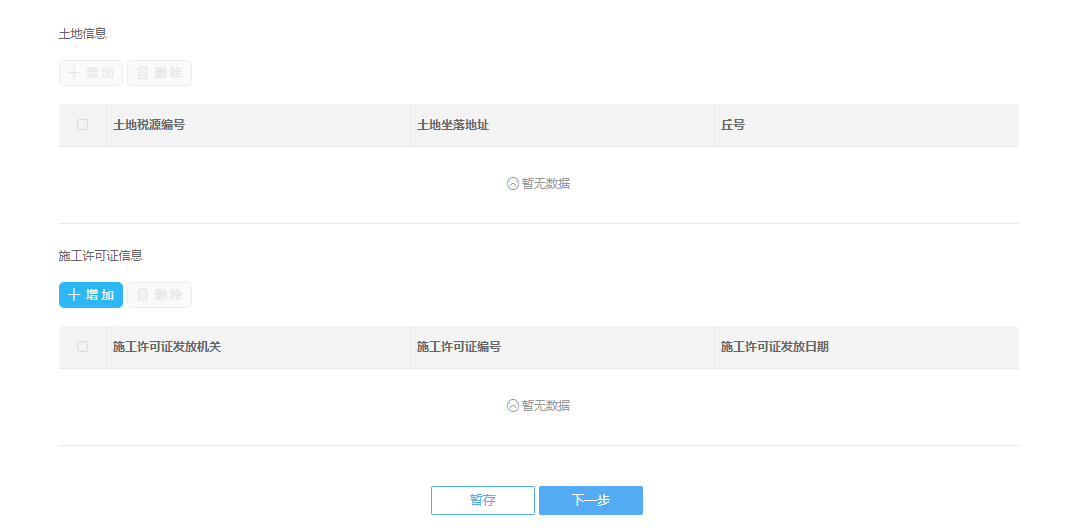 土地信息
增加 删除
土地税源编号 土地坐落地址 丘号
暂无数据
施工许可证信息
增加 删除
施工许可证发放机关 施工许可证编号 施工许可证发放日期
暂无数据
暂存 下一步